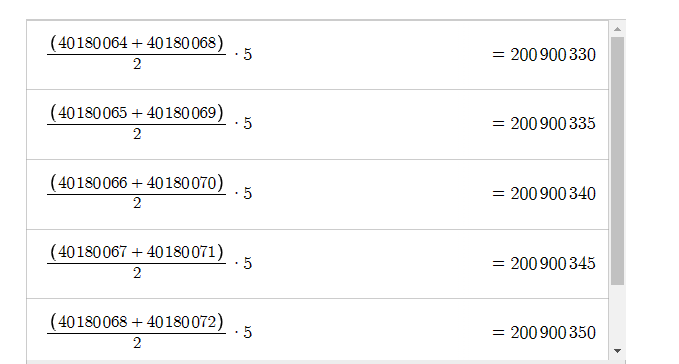 (40180064 + 40180068)/2 · 5 = 200900330
(40180065 + 40180069)/2 · 5 = 200900335
(40180066 + 40180070)/2 · 5 = 200900340
(40180067 + 40180071)/2 · 5 = 200900345
(40180068 + 40180072)/2 · 5 = 200900350